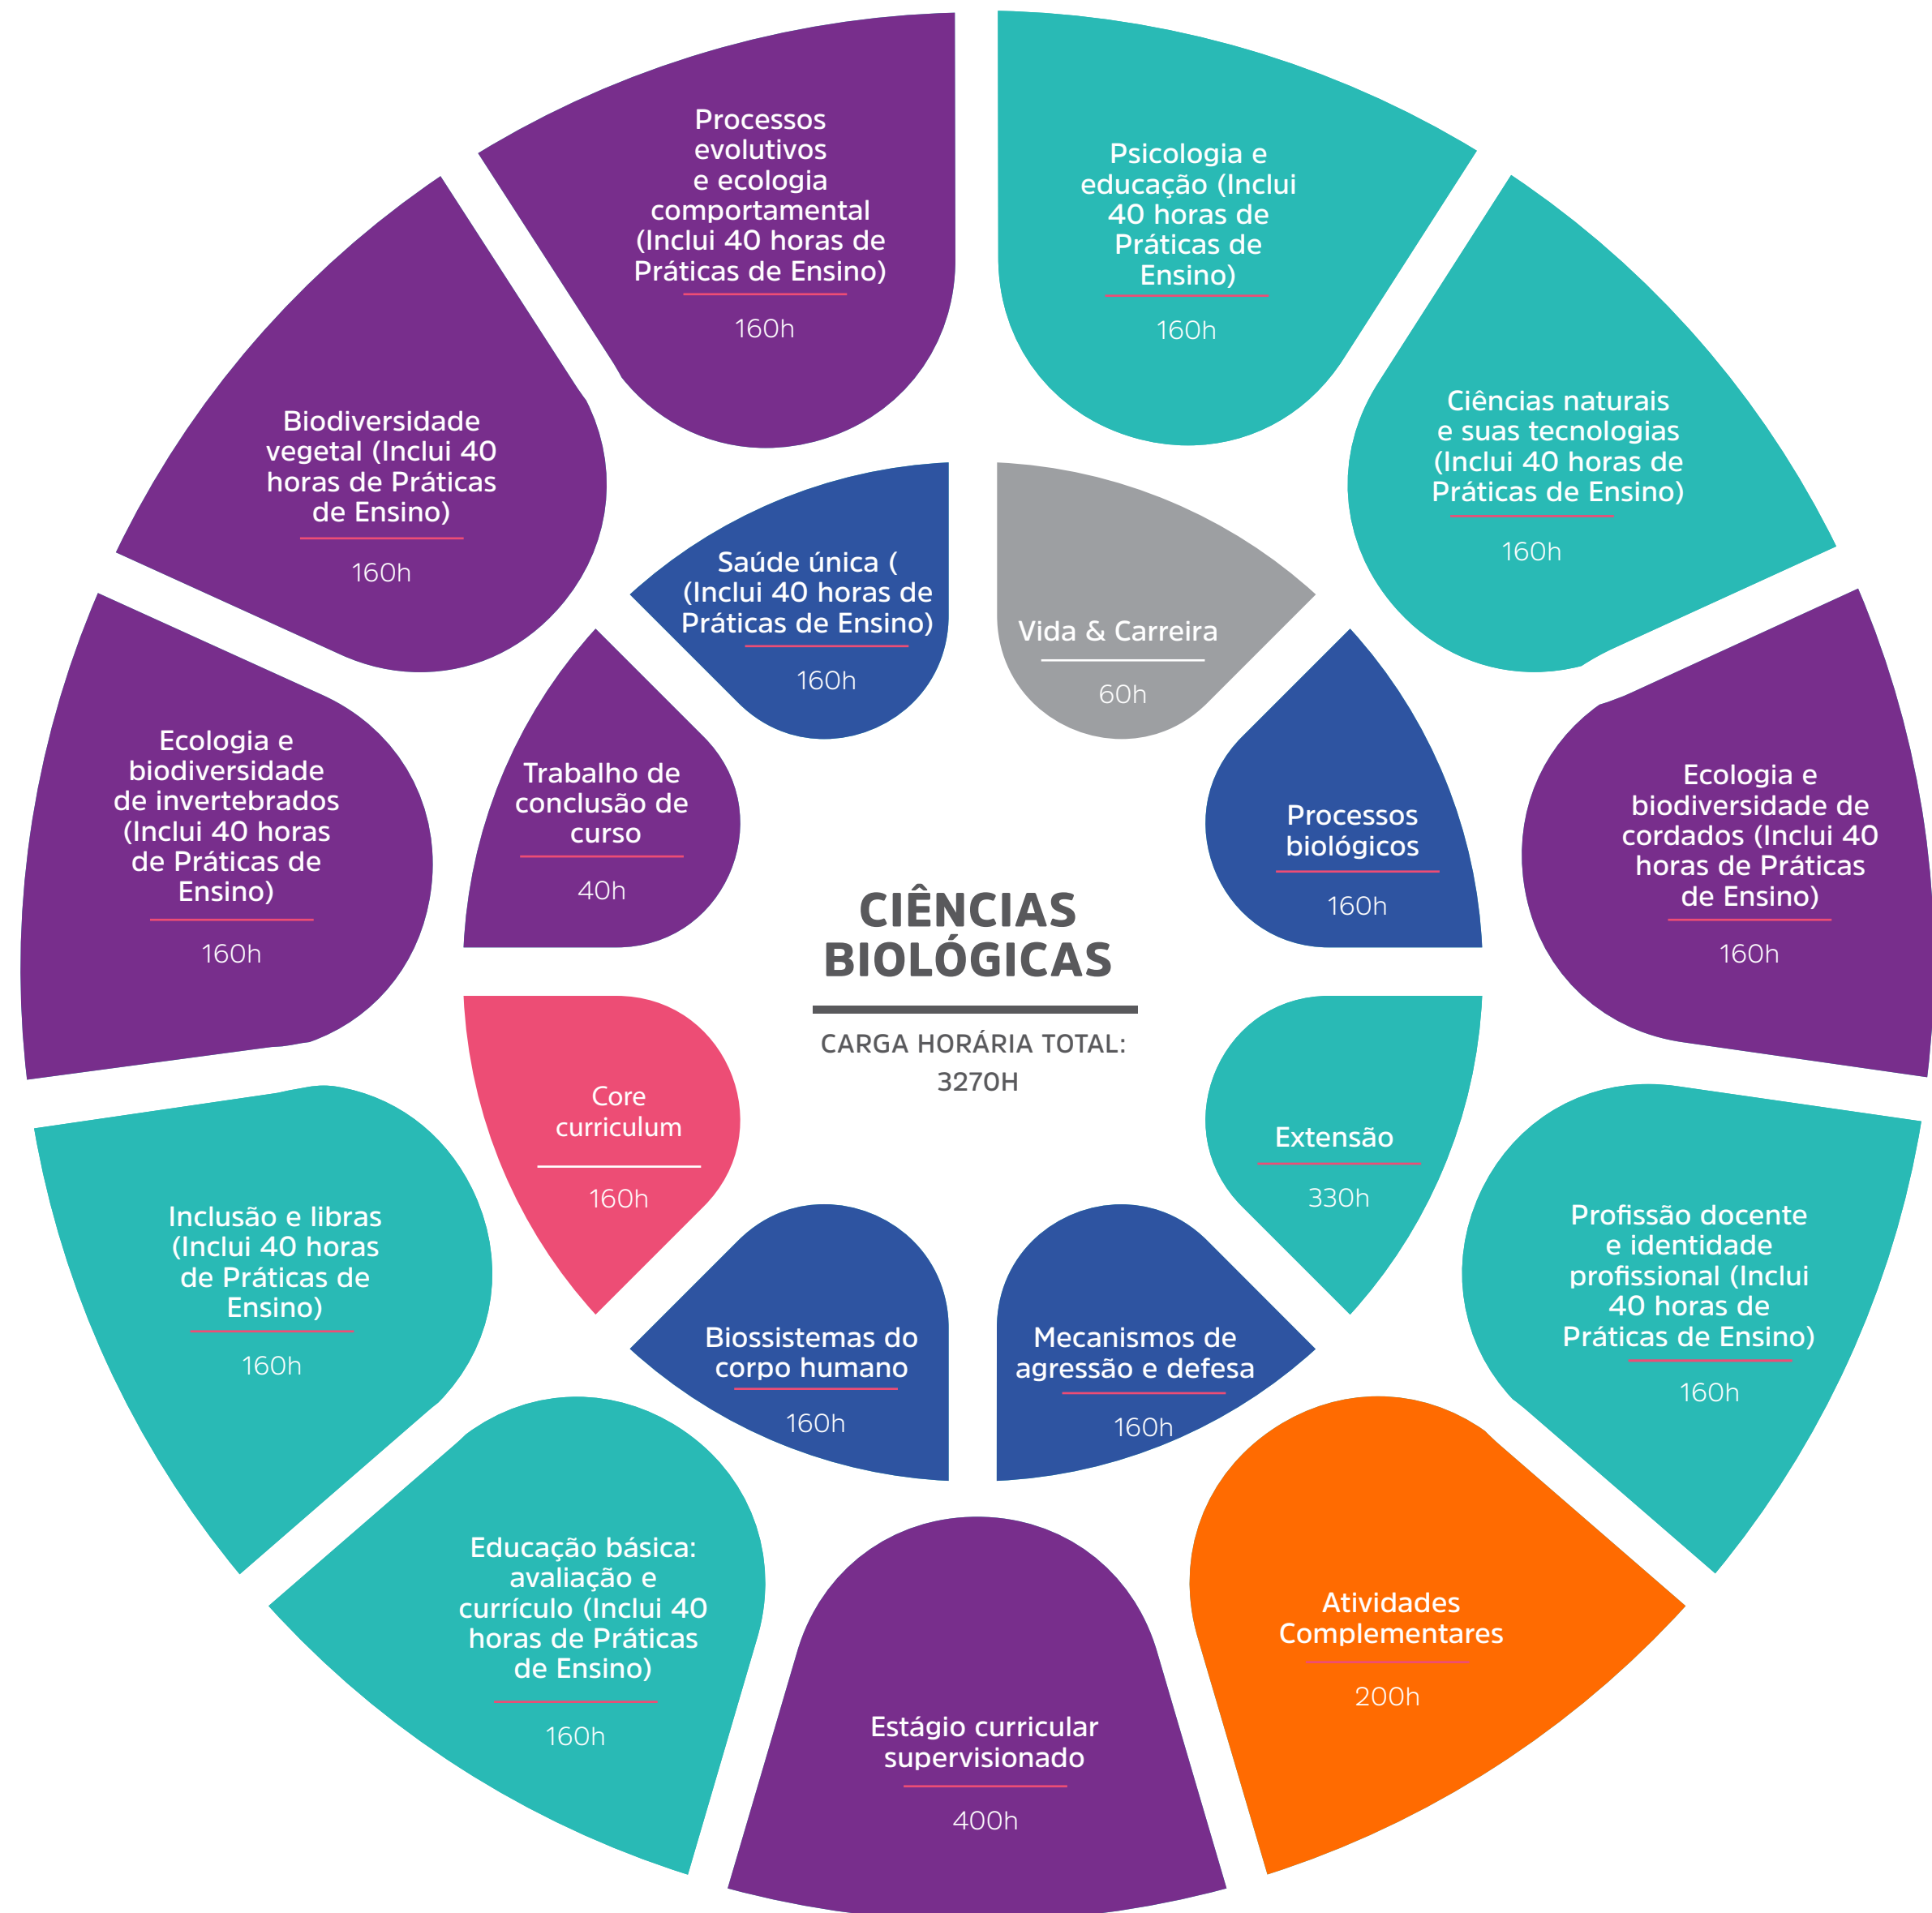 Processos
evolutivos
e ecologia
comportamental
(Inclui 40 horas de
Práticas de Ensino)
160h
Psicologia e
educação (Inclui
40 horas de
Práticas de
Ensino)
160h
Ciências naturais
e suas tecnologias
(Inclui 40 horas de
Práticas de Ensino)
160h
Biodiversidade
vegetal (Inclui 40
horas de Práticas
de Ensino)
160h
Saúde única (
(Inclui 40 horas de
Práticas de Ensino)
160h
Vida & Carreira
60h
Ecologia e
biodiversidade
de invertebrados
(Inclui 40 horas
de Práticas de
Ensino)
160h
Trabalho de
conclusão de
curso
40h
Processos
biológicos
160h
Ecologia e
biodiversidade de
cordados (Inclui 40
horas de Práticas
de Ensino)
160h
CIÊNCIAS
BIOLÓGICAS
CARGA HORÁRIA TOTAL:
3270H
Core
curriculum
160h
Extensão
330h
Inclusão e libras
(Inclui 40 horas
de Práticas de
Ensino)
160h
Profissão docente
e identidade
profissional (Inclui
40 horas de
Práticas de Ensino)
160h
Biossistemas do
corpo humano
160h
Mecanismos de
agressão e defesa
160h
Educação básica:
avaliação e
currículo (Inclui 40
horas de Práticas
de Ensino)
160h
Atividades
Complementares
200h
Estágio curricular
supervisionado
400h